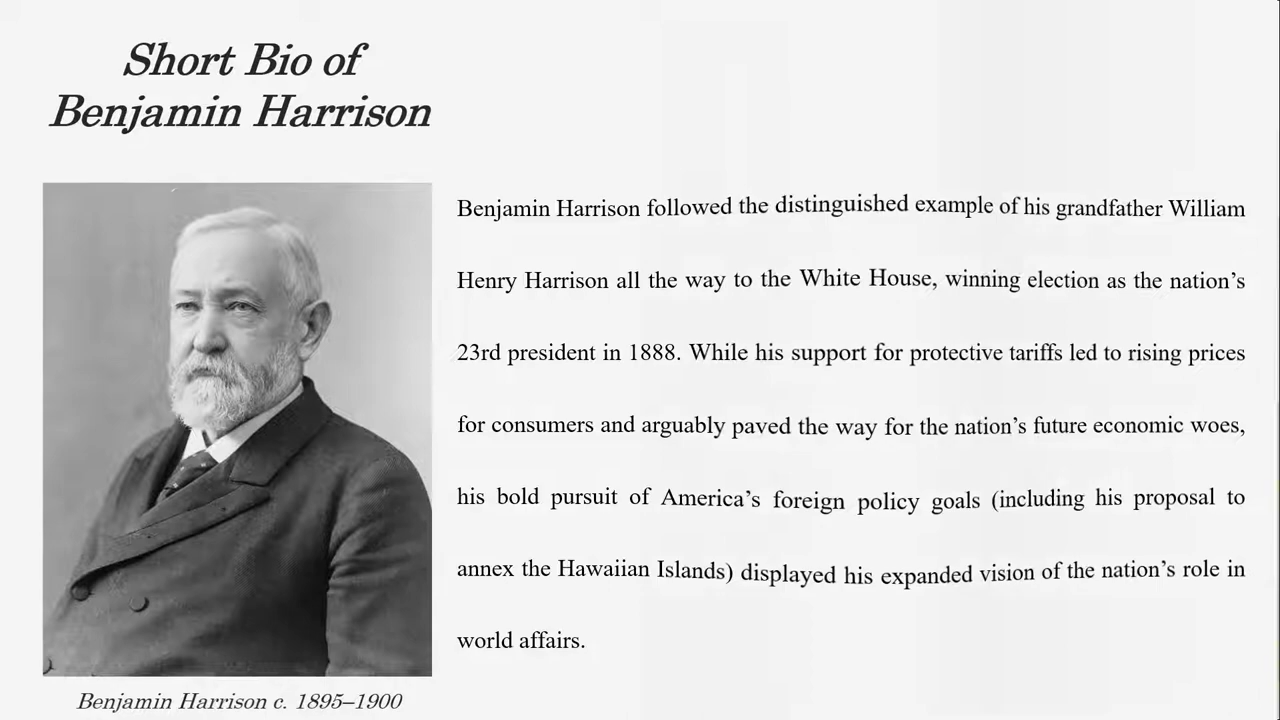 Short Bio of
Benjamin Harrison
Benjamin Harrison followed the distinguished example of his grandfather William
Henry Harrison all the way to the White House, winning election as the nation’s
23rd president in 1888. While his support for protective tariffs led to rising prices
for consumers and arguably paved the way for the nation’s future economic woes,
his bold pursuit of America’s foreign policy goals (including his proposal to
annex the Hawaiian Islands) displayed his expanded vision of the nation’s role in
world affairs.
Benjamin Harrison c. 1895–1900